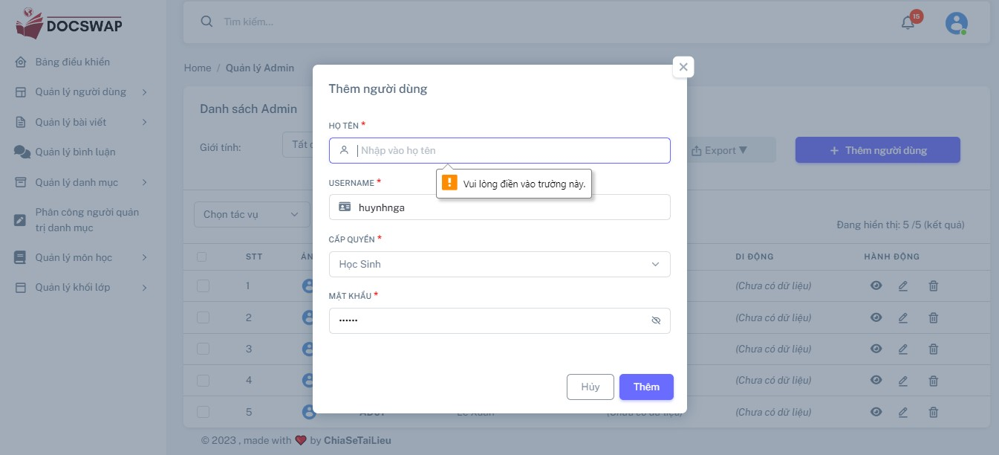 DOCSWAP
Tìm kiếm...
15
Bảng điều khiển
Quản lý người dùng
Quản lý bài viết
Quản lý bình luận
Quản lý danh mục
Phân công người quản
trị danh mục
Quản lý môn học
Quản lý khối lớp
Home / Quản lý Admin
Danh sách Admin
Giới tính:
Tất c
Export ▼
+ Thêm người dùng
Chọn tác vụ
Đang hiển thị: 5 /5 (kết quả)
STT ẢN DI ĐỘNG HÀNH ĐỘNG
1 (Chưa có dữ liệu)
2 (Chưa có dữ liệu)
3 (Chưa có dữ liệu)
4 (Chưa có dữ liệu)
5 (Chưa có dữ liệu)
Thêm người dùng
HỌ TÊN *
Nhập vào họ tên
Vui lòng điền vào trường này.
USERNAME *
huynhnga
CẤP QUYỀN *
Học Sinh
MẬT KHẨU *
••••••
Hủy
Thêm
© 2023 , made with ❤️ by ChiaSeTaiLieu